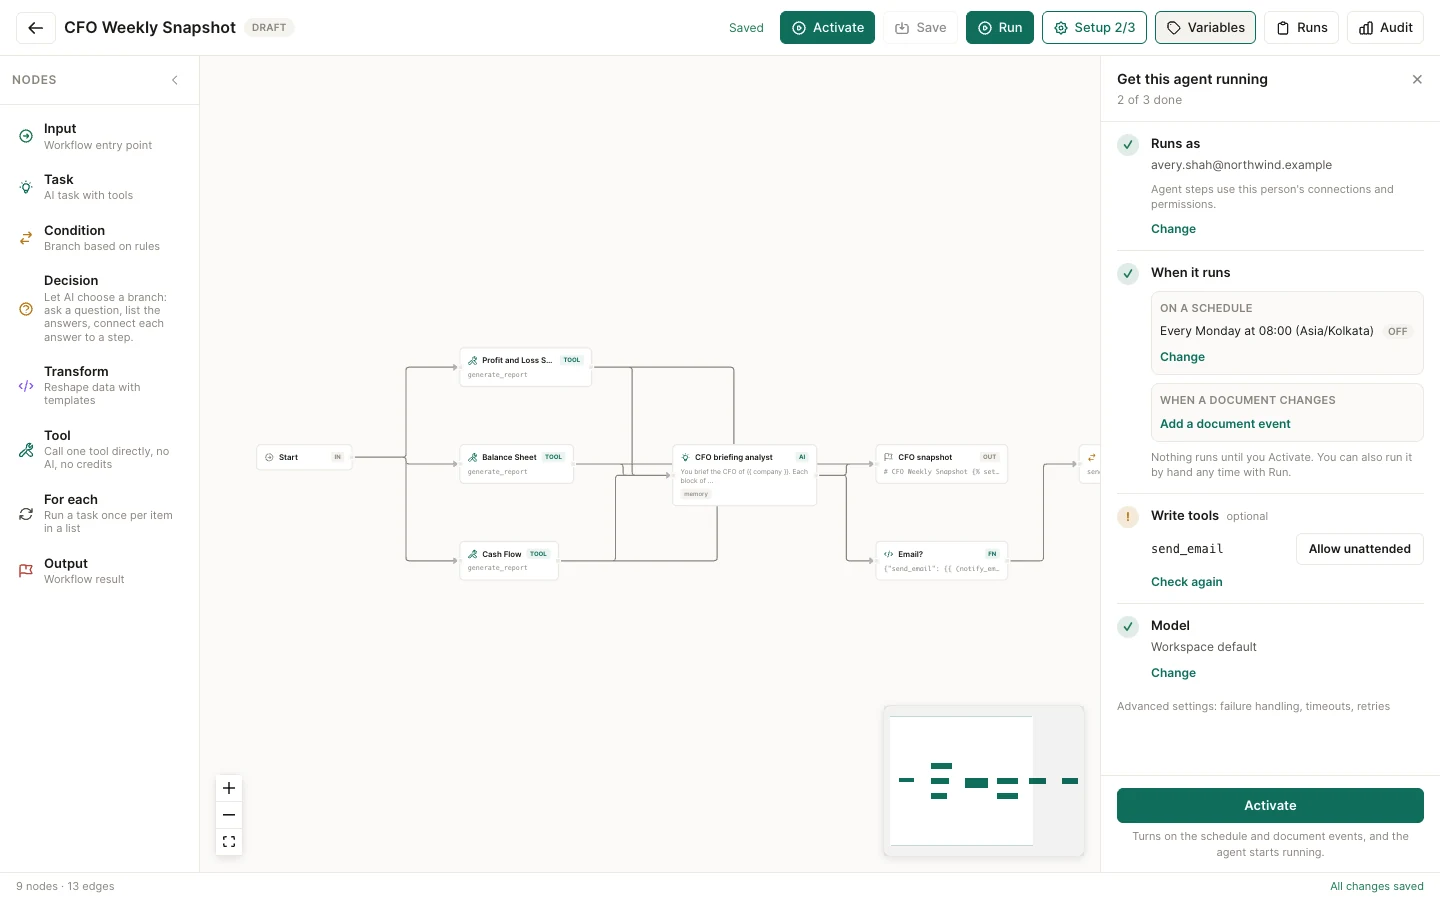 CFO Weekly Snapshot
DRAFT
Saved
Activate
Save
Run
Setup 2/3
Variables
Runs
Audit
NODES
Input
Workflow entry point
Task
AI task with tools
Condition
Branch based on rules
Decision
Let AI choose a branch:
ask a question, list the
answers, connect each
answer to a step.
Transform
Reshape data with
templates
Tool
Call one tool directly, no
AI, no credits
For each
Run a task once per item
in a list
Output
Workflow result
Start
IN
Profit and Loss S...
TOOL
generate_report
Balance Sheet
TOOL
generate_report
Cash Flow
TOOL
generate_report
CFO briefing analyst
AI
You brief the CFO of {{ company }}. Each
block of ...
memory
CFO snapshot
OUT
# CFO Weekly Snapshot {% set…
Email?
FN
{"send_email": {{ (notify_em…
Get this agent running
2 of 3 done
Runs as
avery.shah@northwind.example
Agent steps use this person's connections and
permissions.
Change
When it runs
ON A SCHEDULE
Every Monday at 08:00 (Asia/Kolkata)
OFF
Change
WHEN A DOCUMENT CHANGES
Add a document event
Nothing runs until you Activate. You can also run it
by hand any time with Run.
Write tools optional
send_email
Allow unattended
Check again
Model
Workspace default
Change
Advanced settings: failure handling, timeouts, retries
Activate
Turns on the schedule and document events, and the
agent starts running.
9 nodes · 13 edges
All changes saved